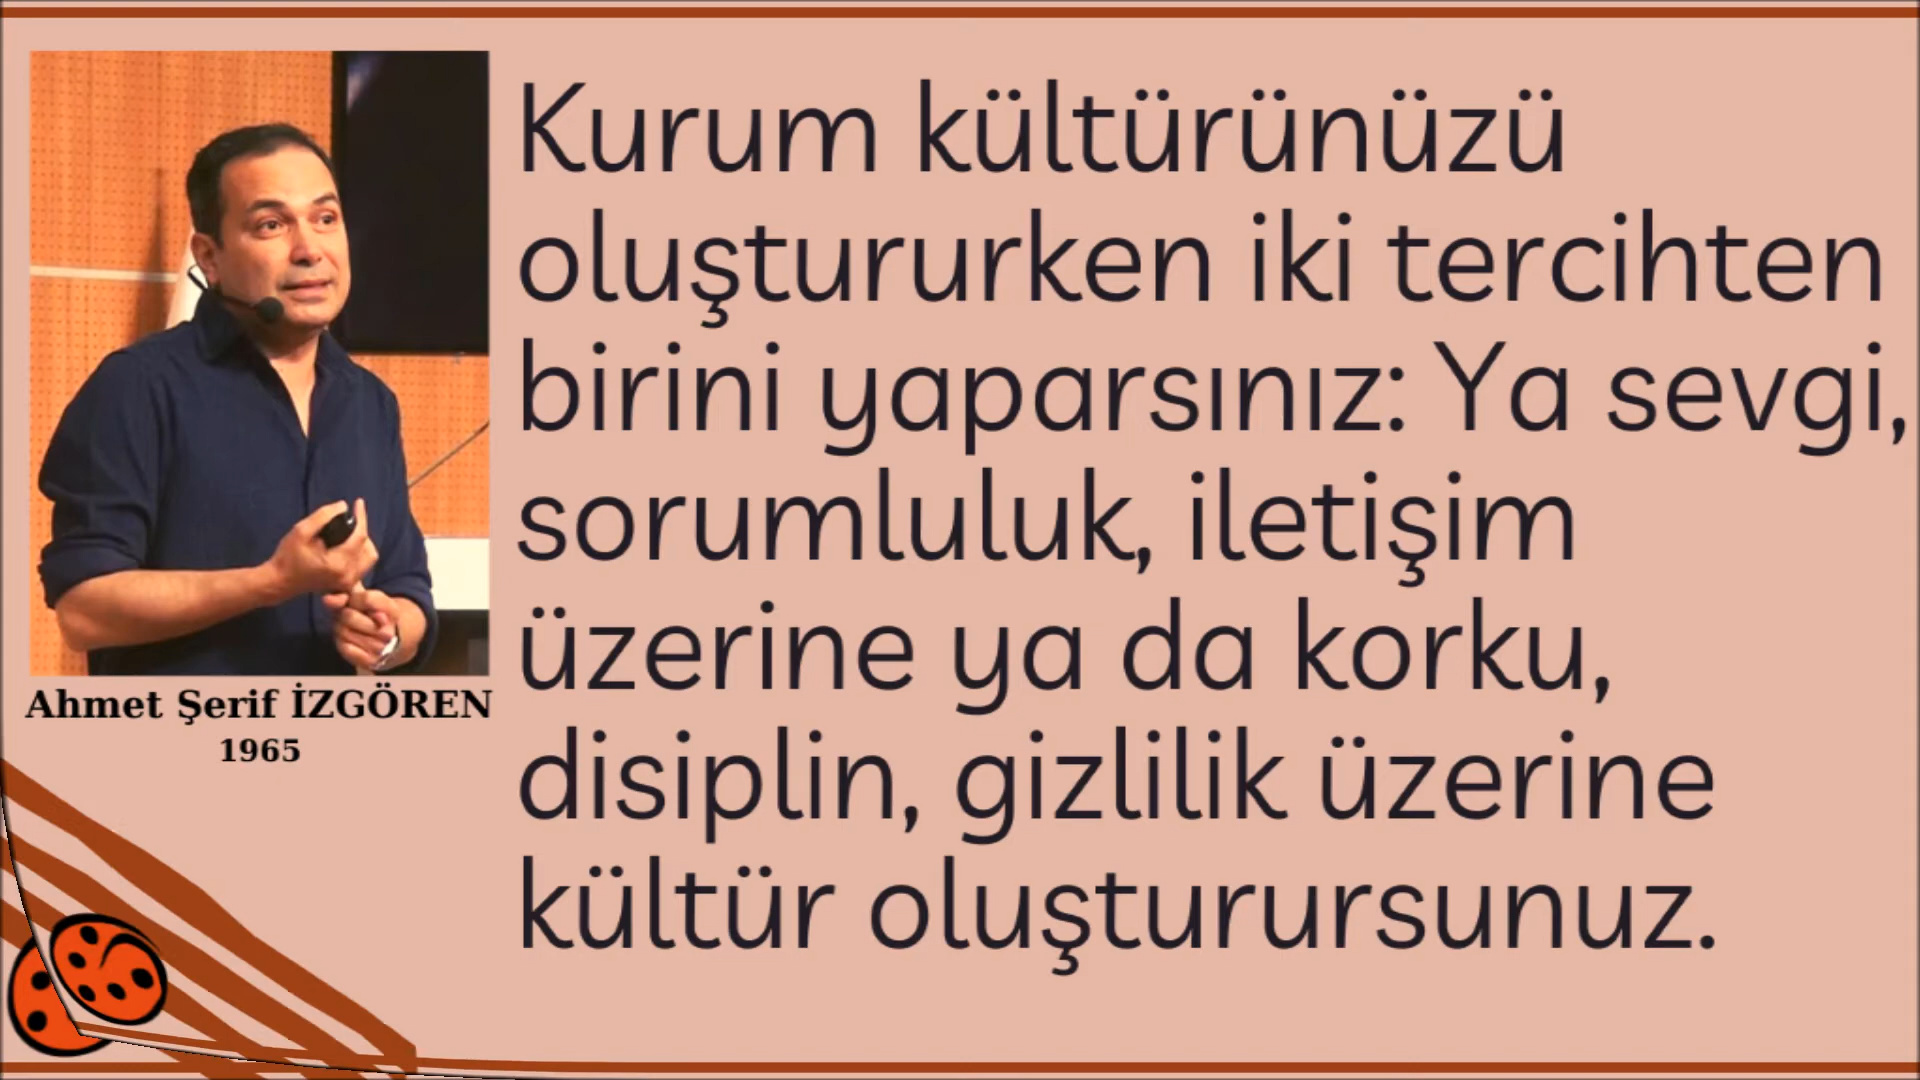 Kurum kültürünüzü
oluştururken iki tercihten
birini yaparsınız: Ya sevgi,
sorumluluk, iletişim
üzerine ya da korku,
disiplin, gizlilik üzerine
kültür oluşturursunuz.
Ahmet Şerif İZGÖREN
1965